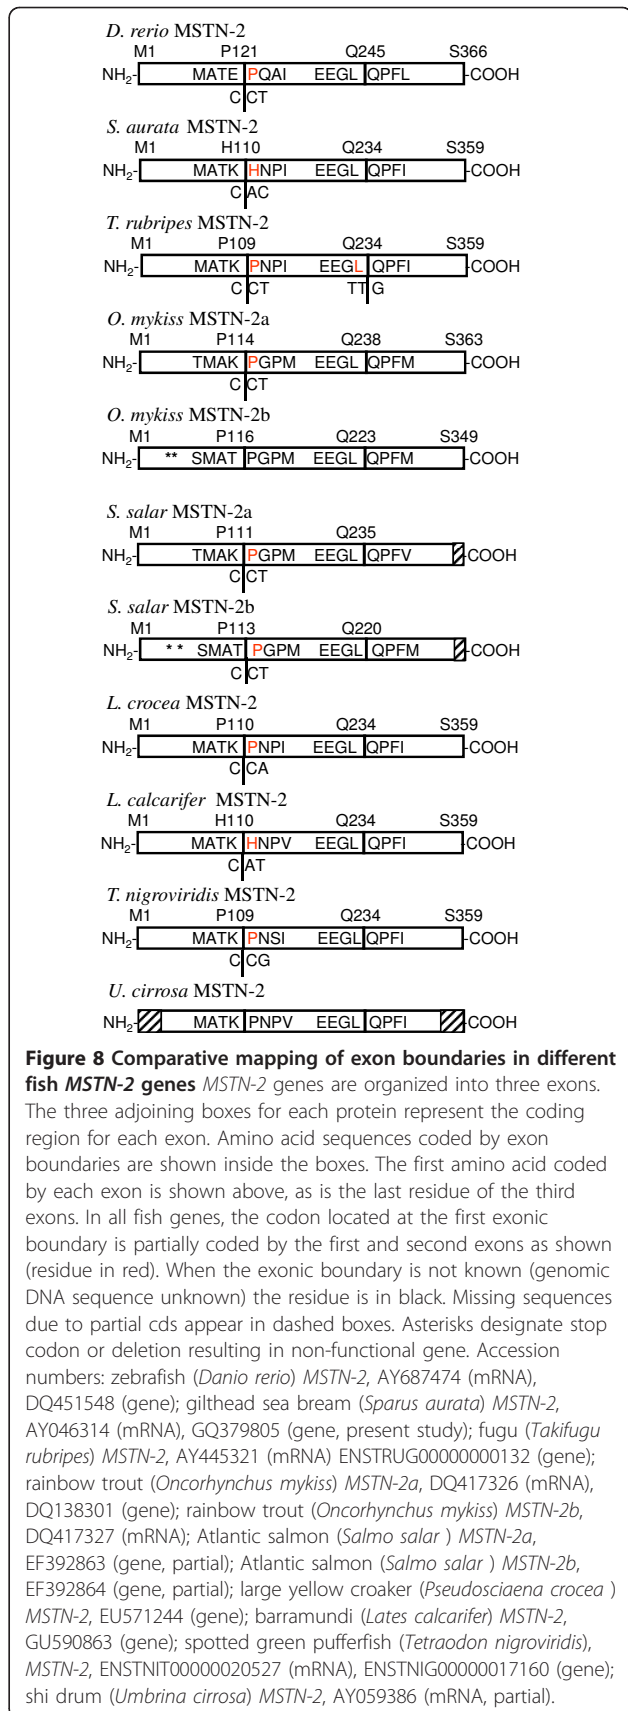 D. rerio MSTN-2
M1 P121 Q245 S366
NH2- MATE PQAI EEGL QPFL -COOH
C CT
S. aurata MSTN-2
M1 H110 Q234 S359
NH2- MATK HNPI EEGL QPFI -COOH
C AC
T. rubripes MSTN-2
M1 P109 Q234 S359
NH2- MATK PNPI EEGL QPFI -COOH
C CT TT G
O. mykiss MSTN-2a
M1 P114 Q238 S363
NH2- TMAK PGPM EEGL QPFM -COOH
C CT
O. mykiss MSTN-2b
M1 P116 Q223 S349
NH2- ** SMAT PGPM EEGL QPFM -COOH
S. salar MSTN-2a
M1 P111 Q235
NH2- TMAK PGPM EEGL QPFV -COOH
C CT
S. salar MSTN-2b
M1 P113 Q220
NH2- * * SMAT PGPM EEGL QPFM -COOH
C CT
L. crocea MSTN-2
M1 P110 Q234 S359
NH2- MATK PNPI EEGL QPFI -COOH
C CA
L. calcarifer MSTN-2
M1 H110 Q234 S359
NH2- MATK HNPV EEGL QPFI -COOH
C AT
T. nigroviridis MSTN-2
M1 P109 Q234 S359
NH2- MATK PNSI EEGL QPFI -COOH
C CG
U. cirrosa MSTN-2
NH2- MATK PNPV EEGL QPFI -COOH
Figure 8 Comparative mapping of exon boundaries in different
fish MSTN-2 genes MSTN-2 genes are organized into three exons.
The three adjoining boxes for each protein represent the coding
region for each exon. Amino acid sequences coded by exon
boundaries are shown inside the boxes. The first amino acid coded
by each exon is shown above, as is the last residue of the third
exons. In all fish genes, the codon located at the first exonic
boundary is partially coded by the first and second exons as shown
(residue in red). When the exonic boundary is not known (genomic
DNA sequence unknown) the residue is in black. Missing sequences
due to partial cds appear in dashed boxes. Asterisks designate stop
codon or deletion resulting in non-functional gene. Accession
numbers: zebrafish (Danio rerio) MSTN-2, AY687474 (mRNA),
DQ451548 (gene); gilthead sea bream (Sparus aurata) MSTN-2,
AY046314 (mRNA), GQ379805 (gene, present study); fugu (Takifugu
rubripes) MSTN-2, AY445321 (mRNA) ENSTRUG00000000132 (gene);
rainbow trout (Oncorhynchus mykiss) MSTN-2a, DQ417326 (mRNA),
DQ138301 (gene); rainbow trout (Oncorhynchus mykiss) MSTN-2b,
DQ417327 (mRNA); Atlantic salmon (Salmo salar ) MSTN-2a,
EF392863 (gene, partial); Atlantic salmon (Salmo salar ) MSTN-2b,
EF392864 (gene, partial); large yellow croaker (Pseudosciaena crocea )
MSTN-2, EU571244 (gene); barramundi (Lates calcarifer) MSTN-2,
GU590863 (gene); spotted green pufferfish (Tetraodon nigroviridis),
MSTN-2, ENSTNIT00000020527 (mRNA), ENSTNIG00000017160 (gene);
shi drum (Umbrina cirrosa) MSTN-2, AY059386 (mRNA, partial).